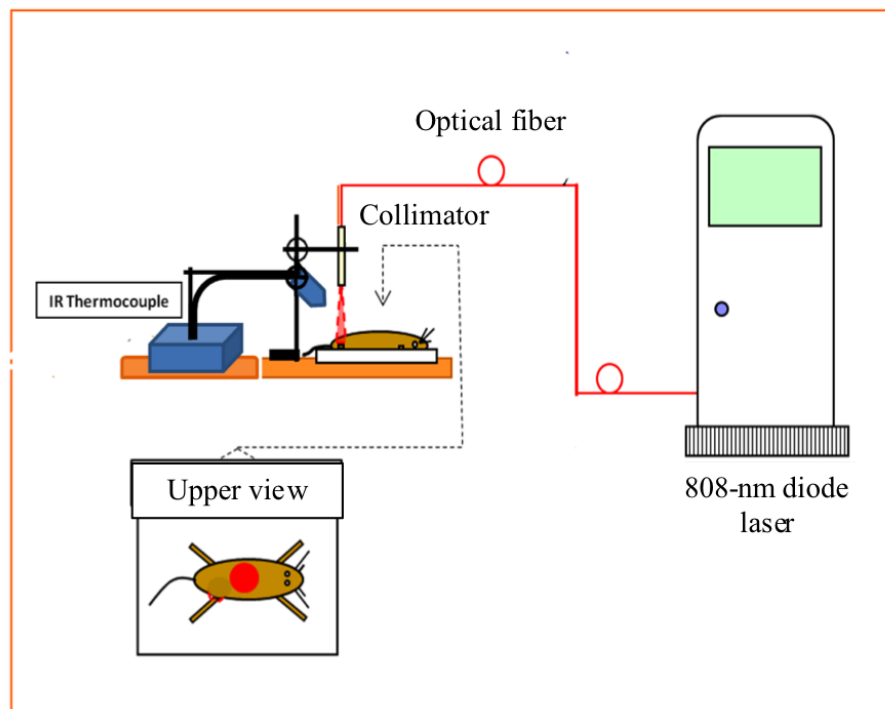 Optical fiber
Collimator
IR Thermocouple
Upper view
808-nm diode
laser